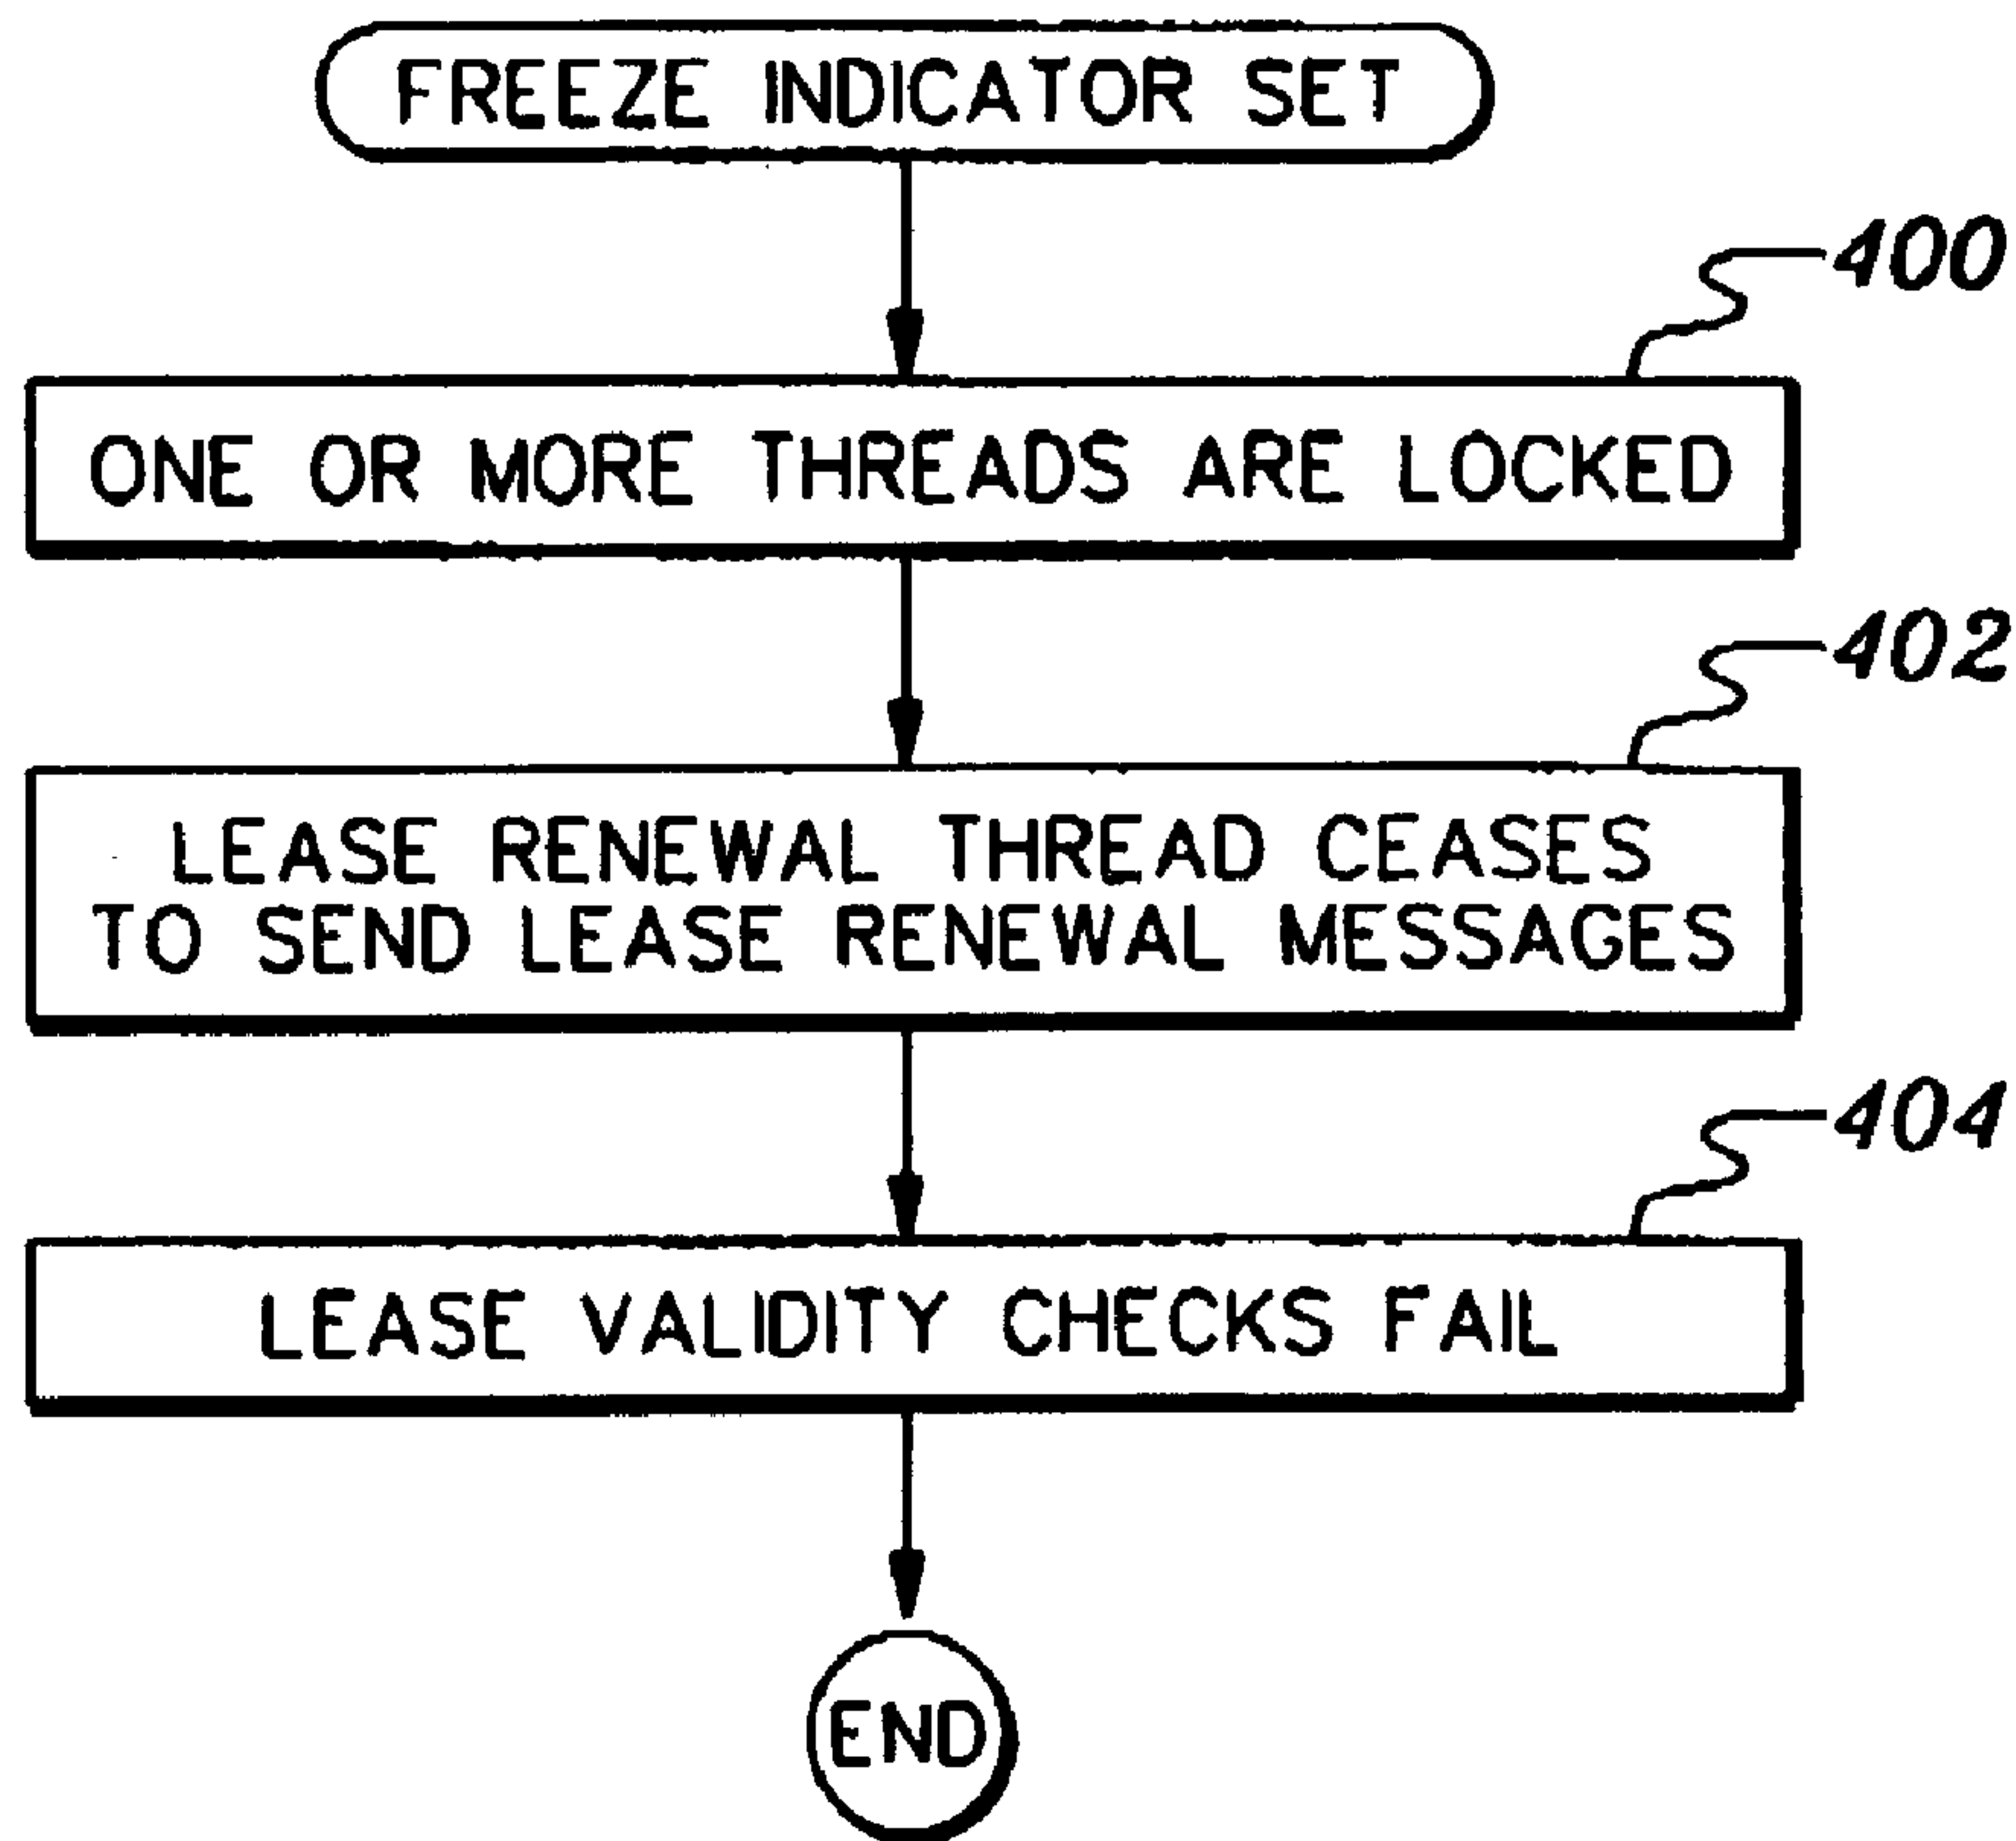 FREEZE INDICATOR SET
400
ONE OR MORE THREADS ARE LOCKED
402
LEASE RENEWAL THREAD CEASES
TO SEND LEASE RENEWAL MESSAGES
404
LEASE VALIDITY CHECKS FAIL
END